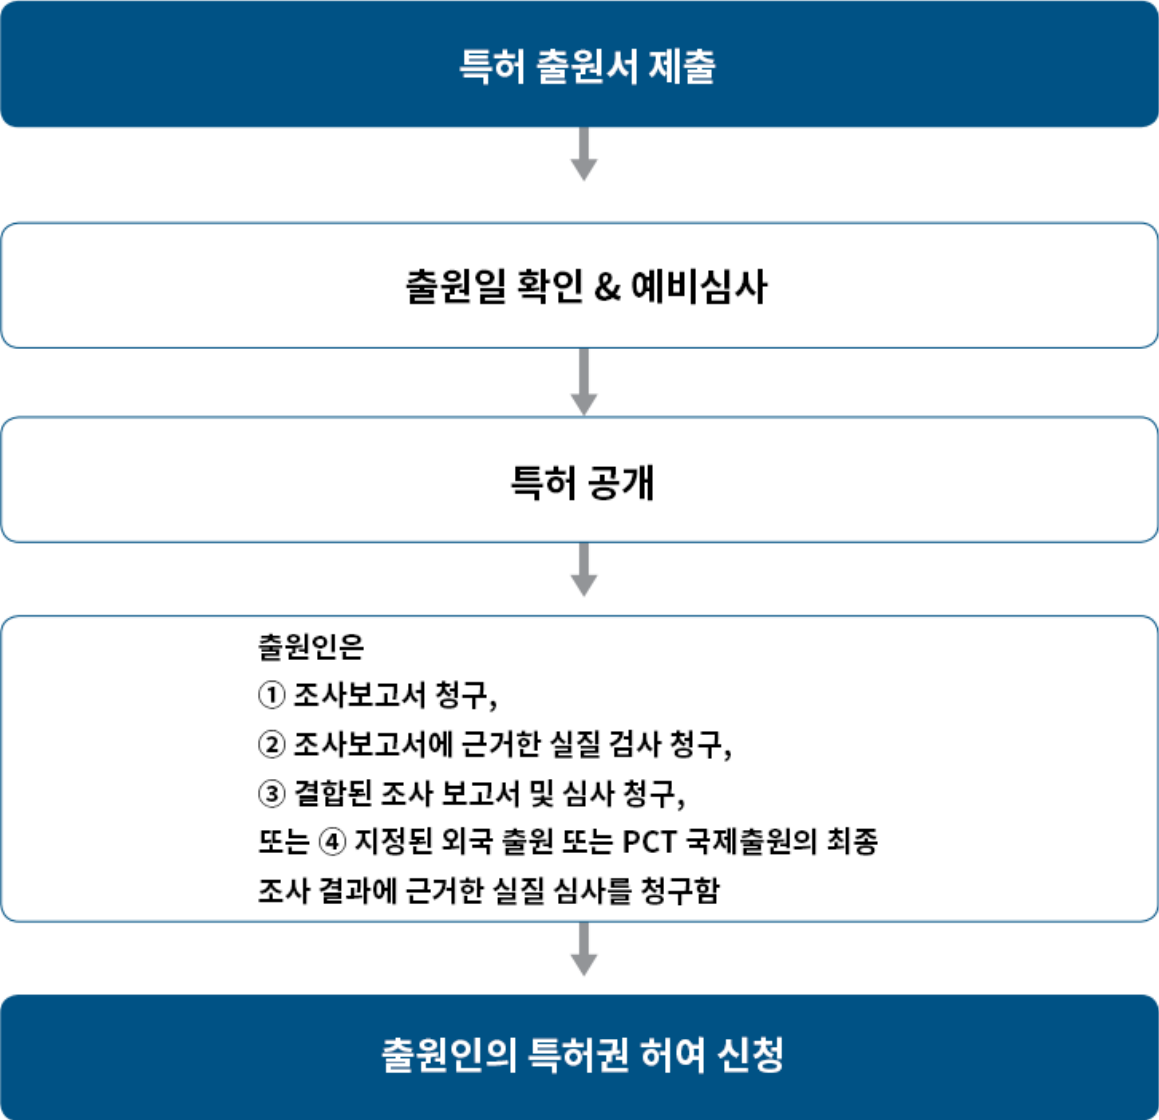 특허 출원서 제출
출원일 확인 & 예비심사
특허 공개
출원인은
① 조사보고서 청구,
② 조사보고서에 근거한 실질 검사 청구,
③ 결합된 조사 보고서 및 심사 청구,
또는 ④ 지정된 외국 출원 또는 PCT 국제출원의 최종
조사 결과에 근거한 실질 심사를 청구함
출원인의 특허권 허여 신청